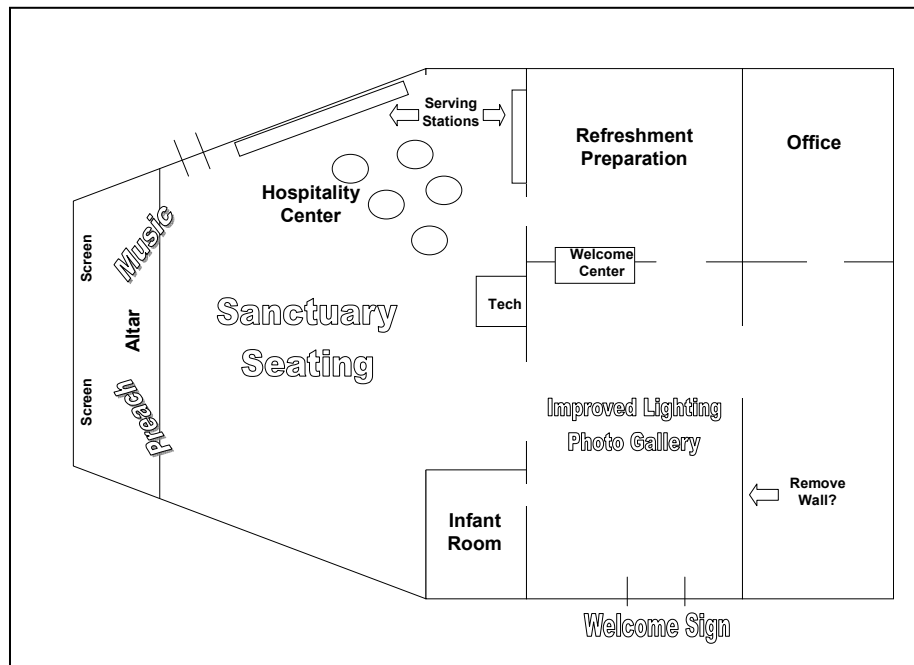 Serving
Stations
Refreshment
Preparation
Office
Hospitality
Center
Music
Screen
Welcome
Center
Tech
Sanctuary
Seating
Altar
Screen
Preach
Improved Lighting
Photo Gallery
Remove
Wall?
Infant
Room
Welcome Sign